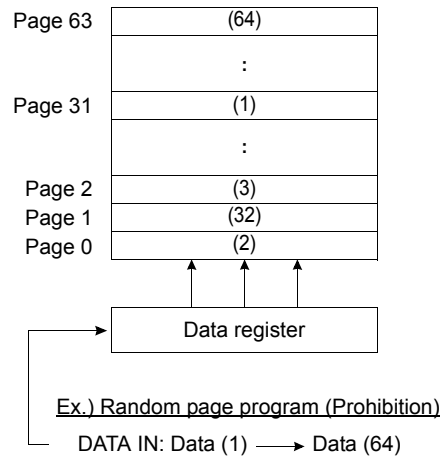 Page 63 (64)
:
Page 31 (1)
:
Page 2 (3)
Page 1 (32)
Page 0 (2)
Data register
Ex.) Random page program (Prohibition)
DATA IN: Data (1) Data (64)